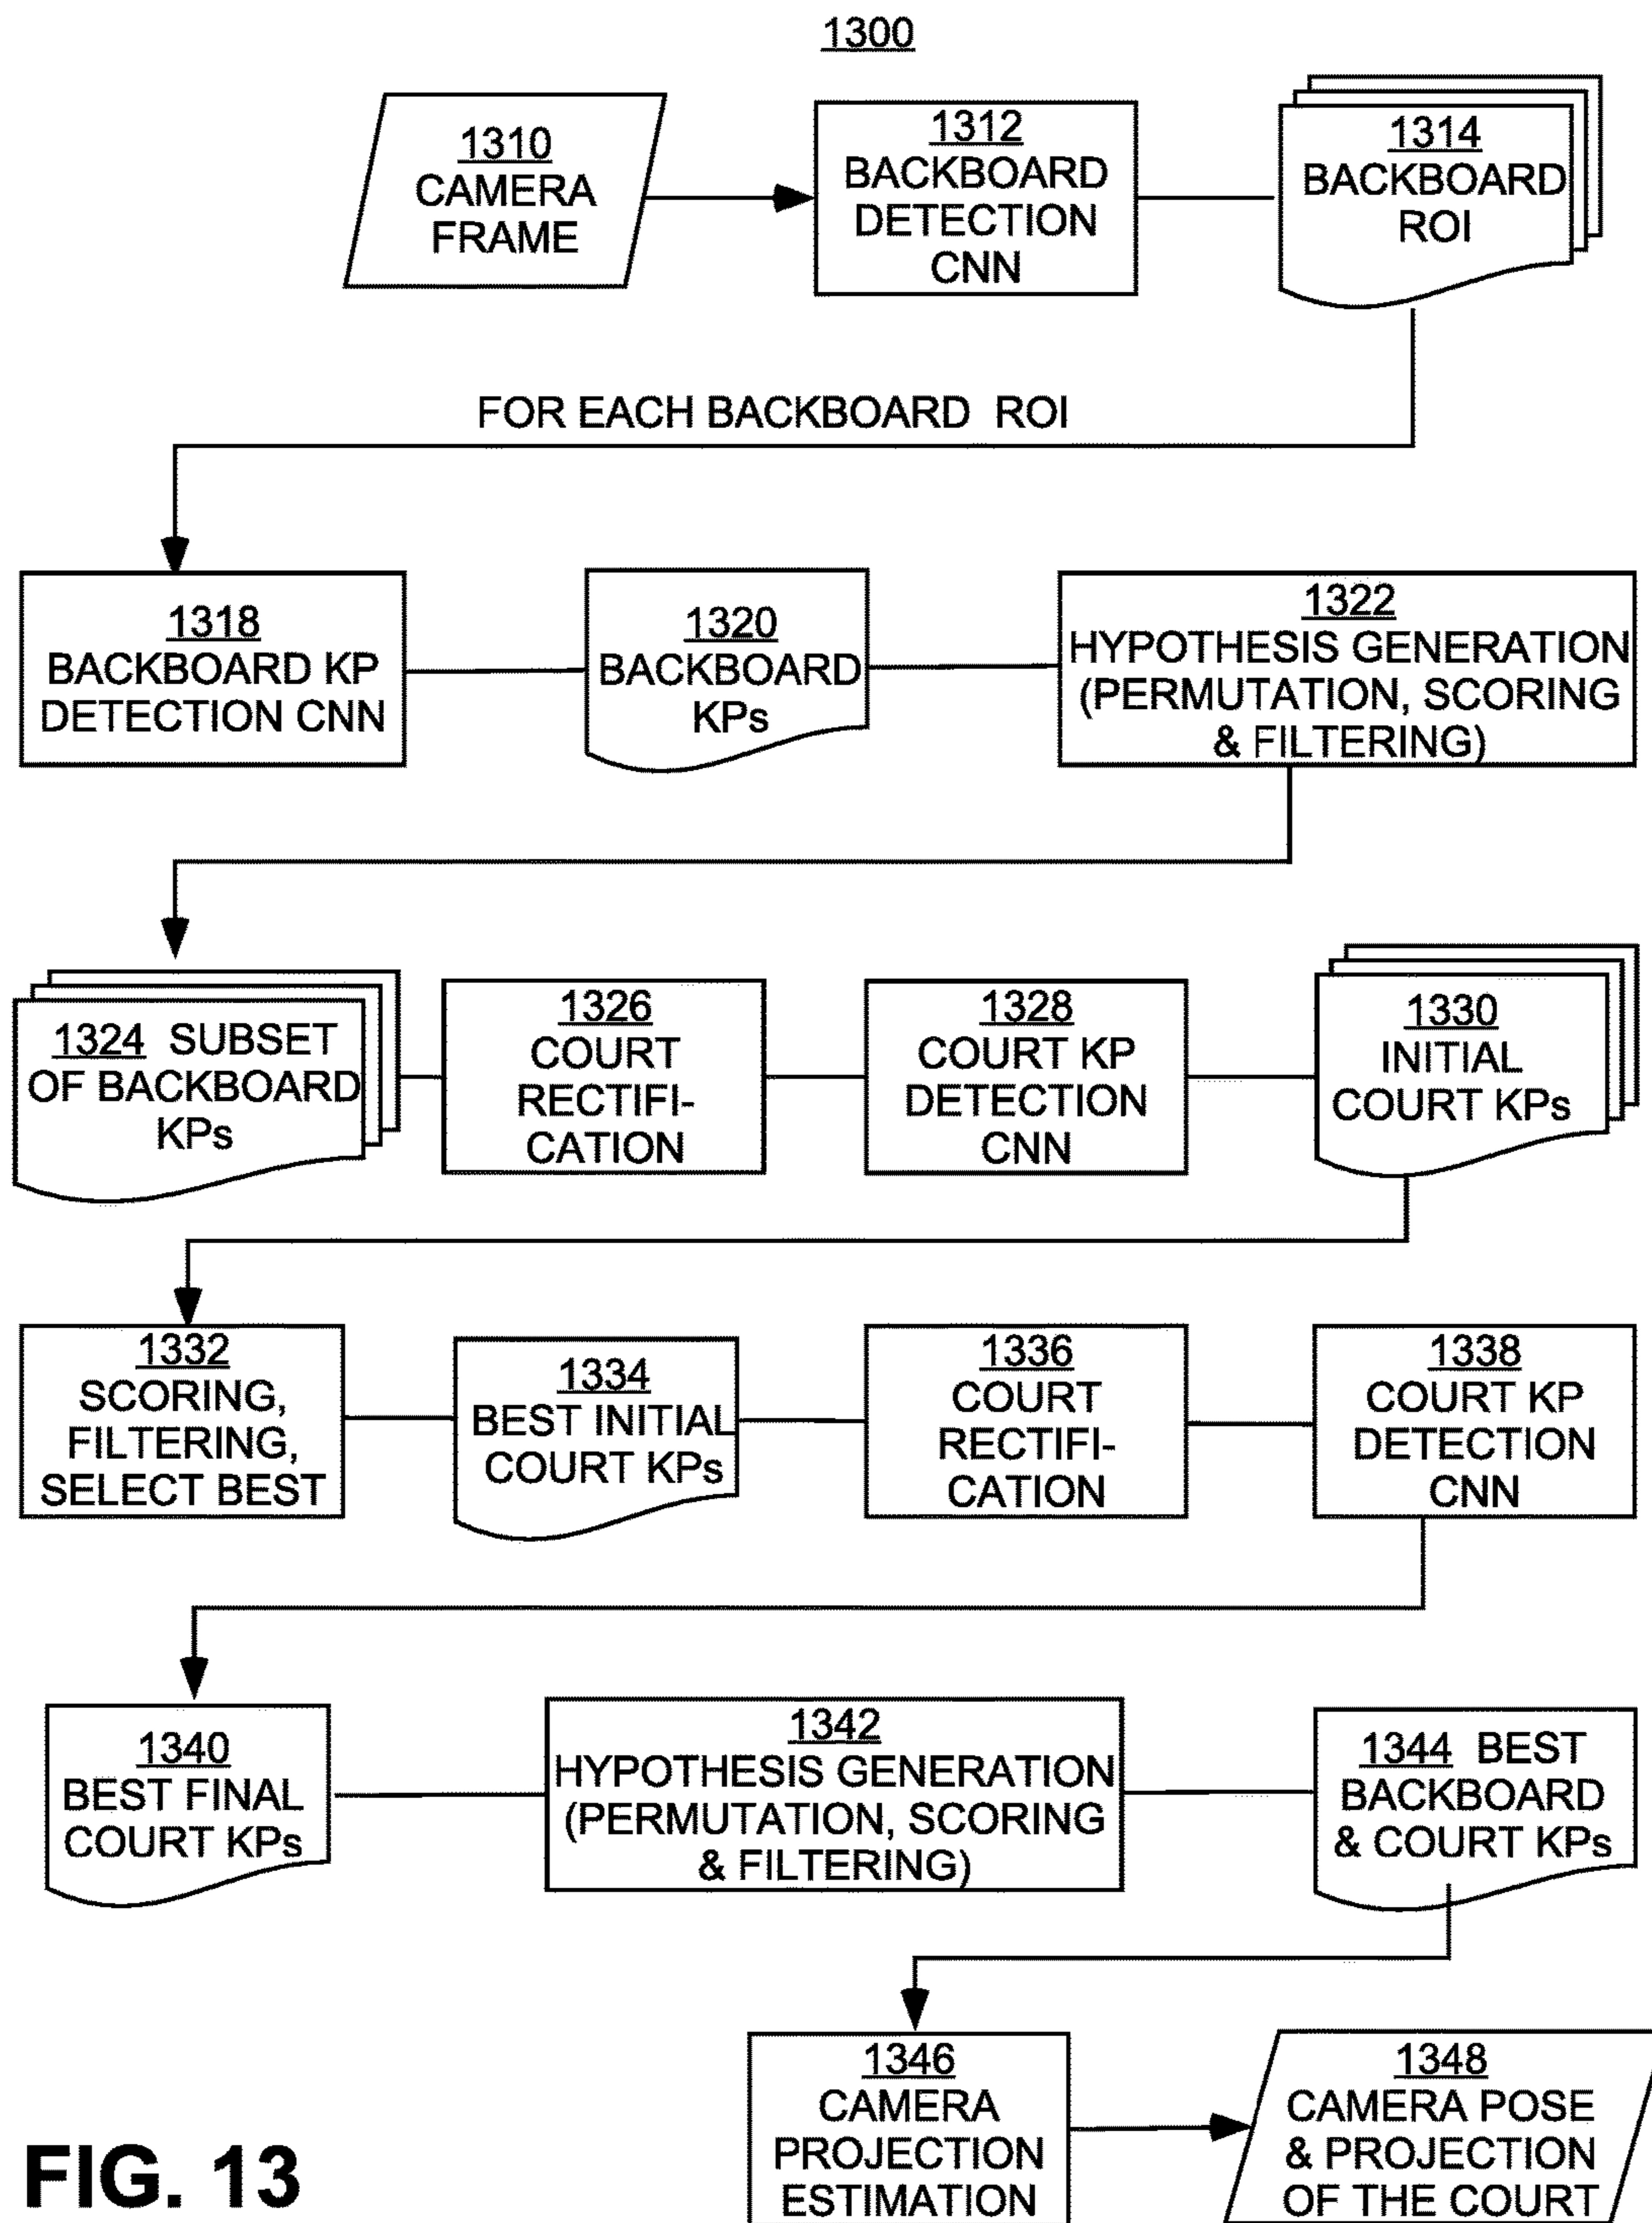 1300
1310
CAMERA
FRAME
1312
BACKBOARD
DETECTION
CNN
1314
BACKBOARD
ROI
FOR EACH BACKBOARD ROI
1318
BACKBOARD KP
DETECTION CNN
1320
BACKBOARD
KPs
1322
HYPOTHESIS GENERATION
(PERMUTATION, SCORING
& FILTERING)
1324 SUBSET
OF BACKBOARD
KPs
1326
COURT
RECTIFI-
CATION
1328
COURT KP
DETECTION
CNN
1330
INITIAL
COURT KPs
1332
SCORING,
FILTERING,
SELECT BEST
1334
BEST INITIAL
COURT KPs
1336
COURT
RECTIFI-
CATION
1338
COURT KP
DETECTION
CNN
1340
BEST FINAL
COURT KPs
1342
HYPOTHESIS GENERATION
(PERMUTATION, SCORING
& FILTERING)
1344 BEST
BACKBOARD
& COURT KPs
1346
CAMERA
PROJECTION
ESTIMATION
1348
CAMERA POSE
& PROJECTION
OF THE COURT
FIG. 13